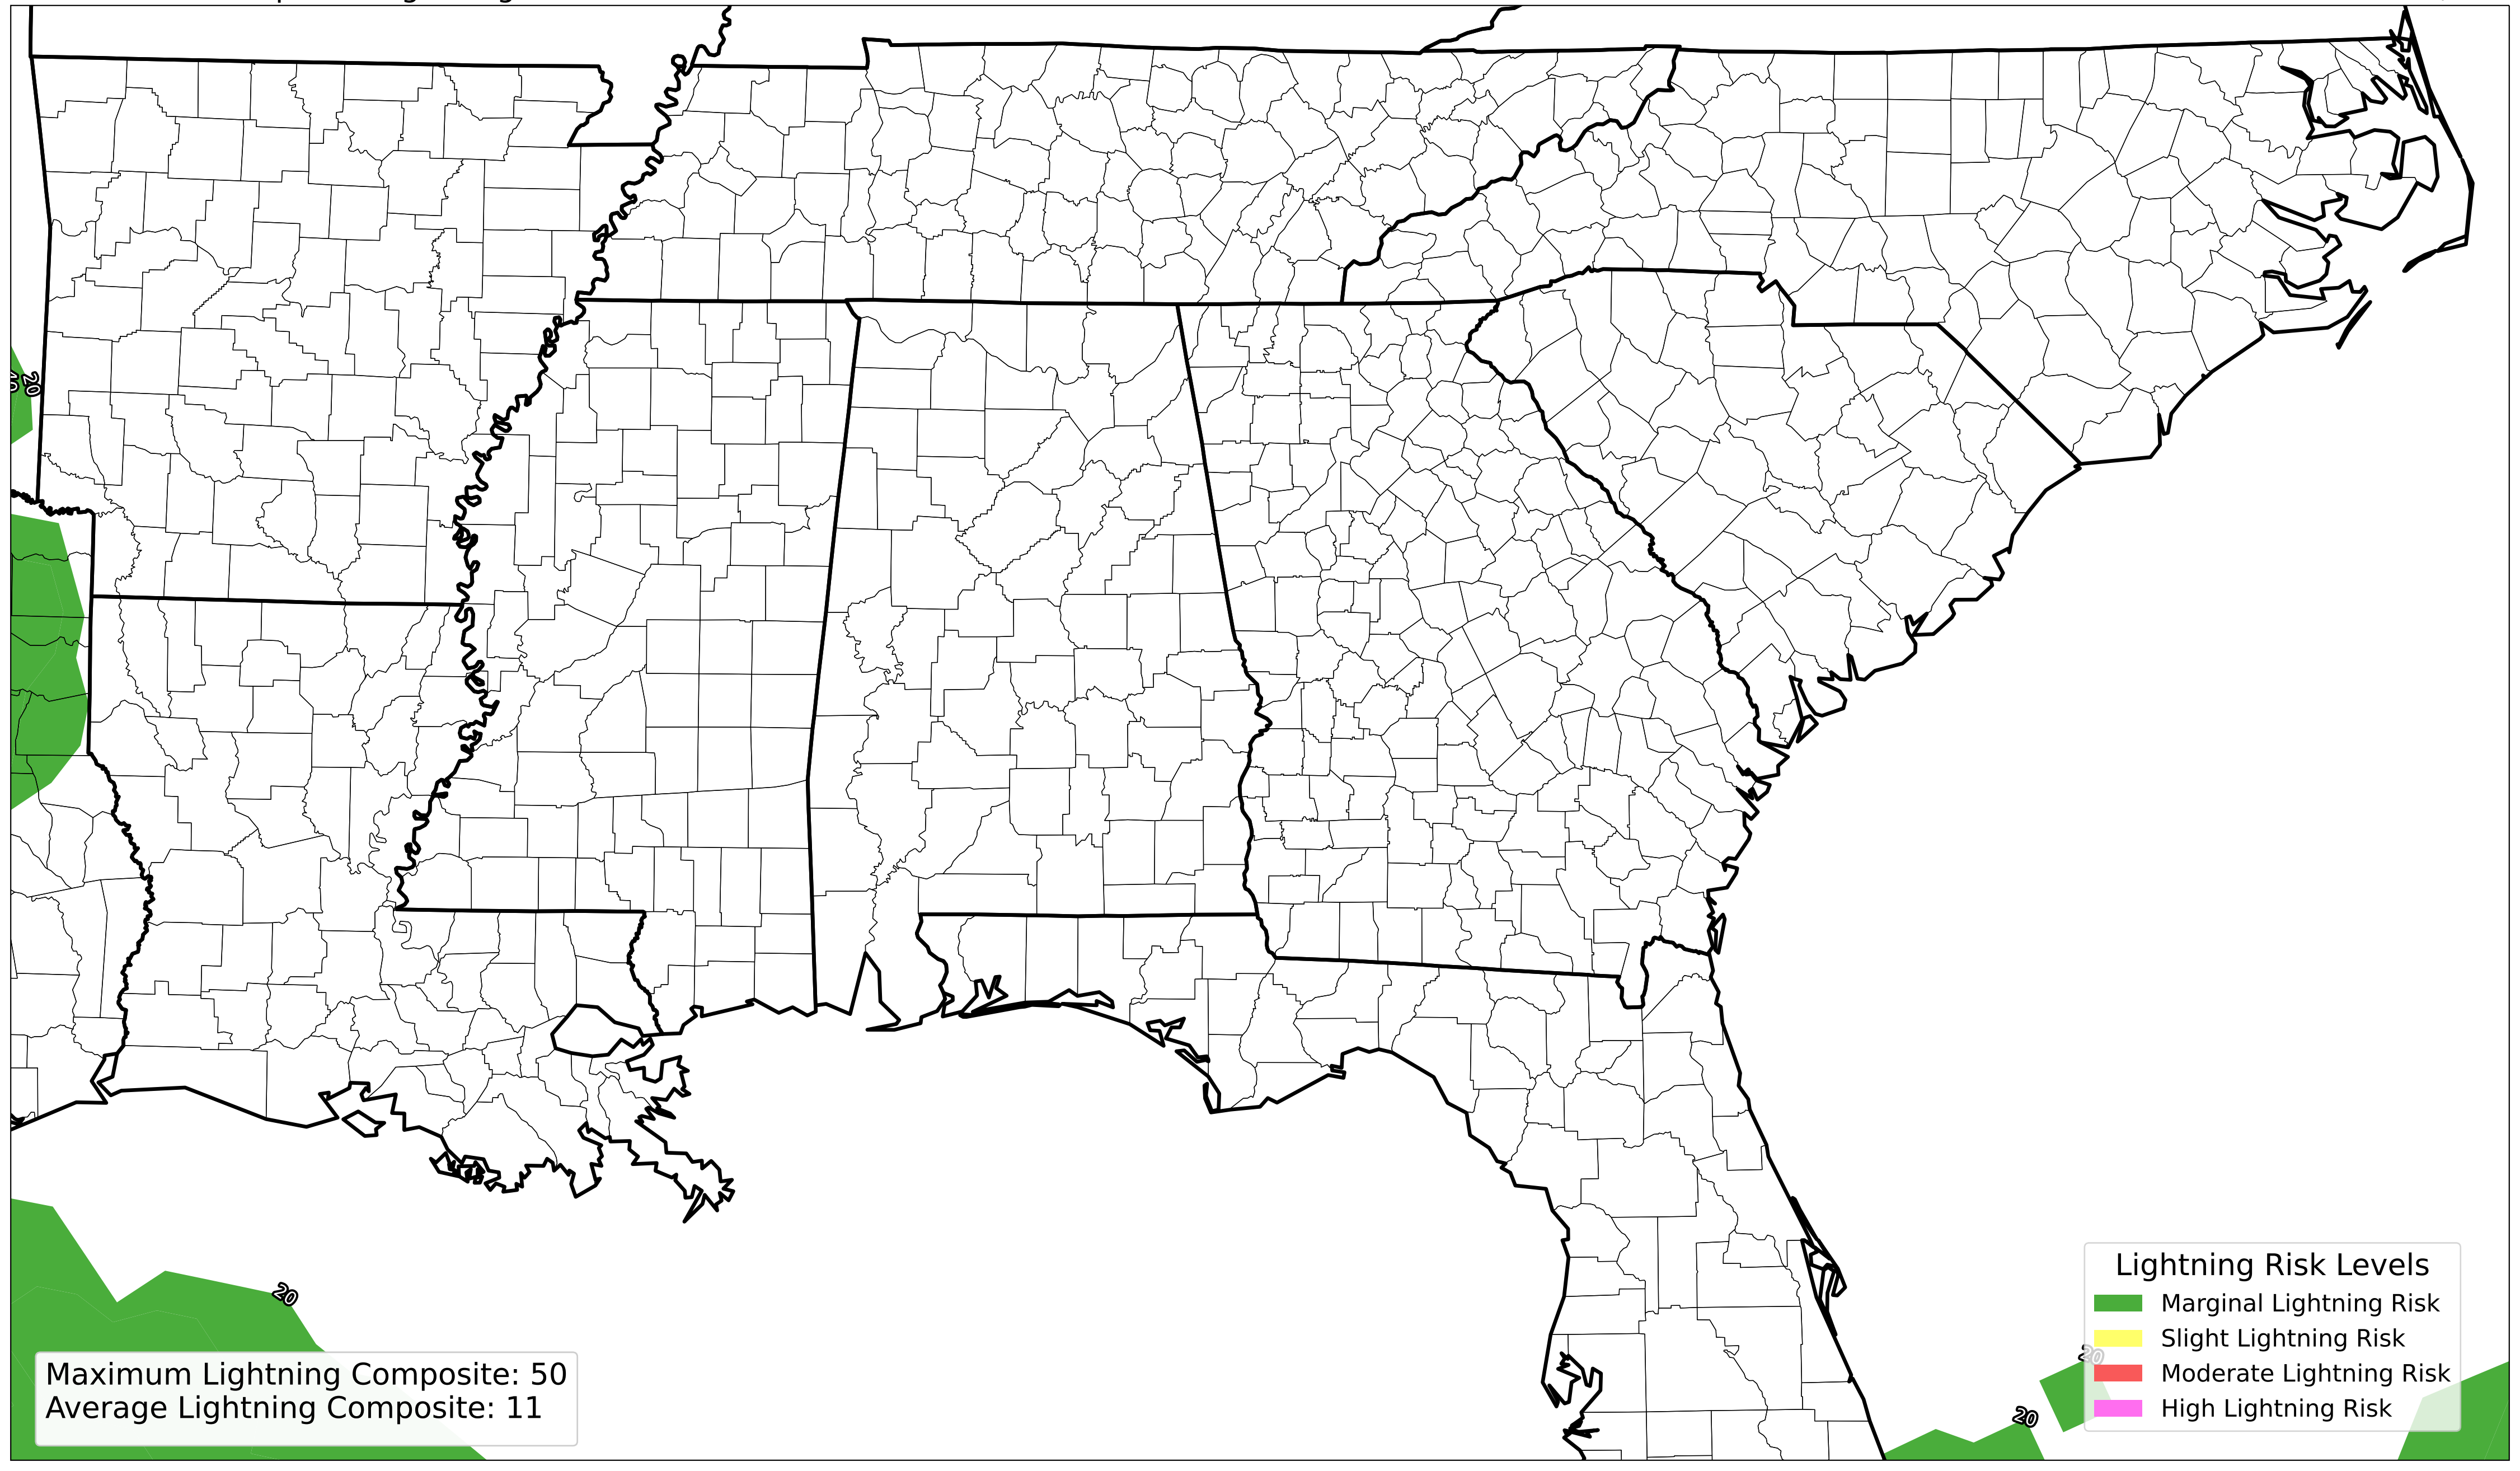 20
20
Lightning Risk Levels
Marginal Lightning Risk
Slight Lightning Risk
Moderate Lightning Risk
High Lightning Risk
20
20
Maximum Lightning Composite: 50
Average Lightning Composite: 11